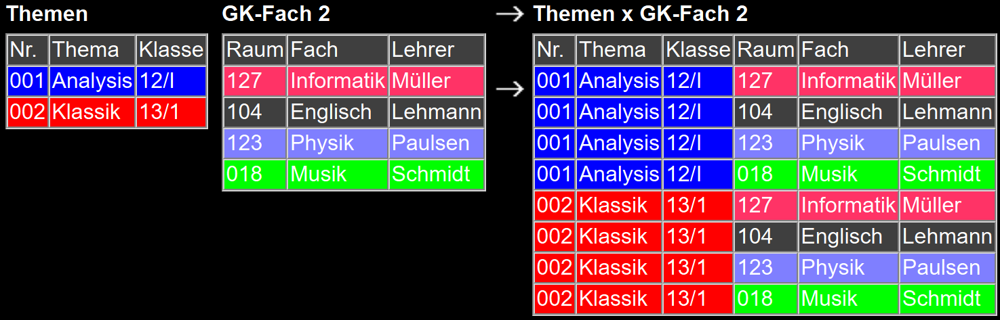 Themen
Nr. Thema Klasse
001 Analysis 12/I
002 Klassik 13/1
GK-Fach 2
Raum Fach Lehrer
127 Informatik Müller
104 Englisch Lehmann
123 Physik Paulsen
018 Musik Schmidt
→
→
Themen x GK-Fach 2
Nr. Thema Klasse Raum Fach Lehrer
001 Analysis 12/I 127 Informatik Müller
001 Analysis 12/I 104 Englisch Lehmann
001 Analysis 12/I 123 Physik Paulsen
001 Analysis 12/I 018 Musik Schmidt
002 Klassik 13/1 127 Informatik Müller
002 Klassik 13/1 104 Englisch Lehmann
002 Klassik 13/1 123 Physik Paulsen
002 Klassik 13/1 018 Musik Schmidt